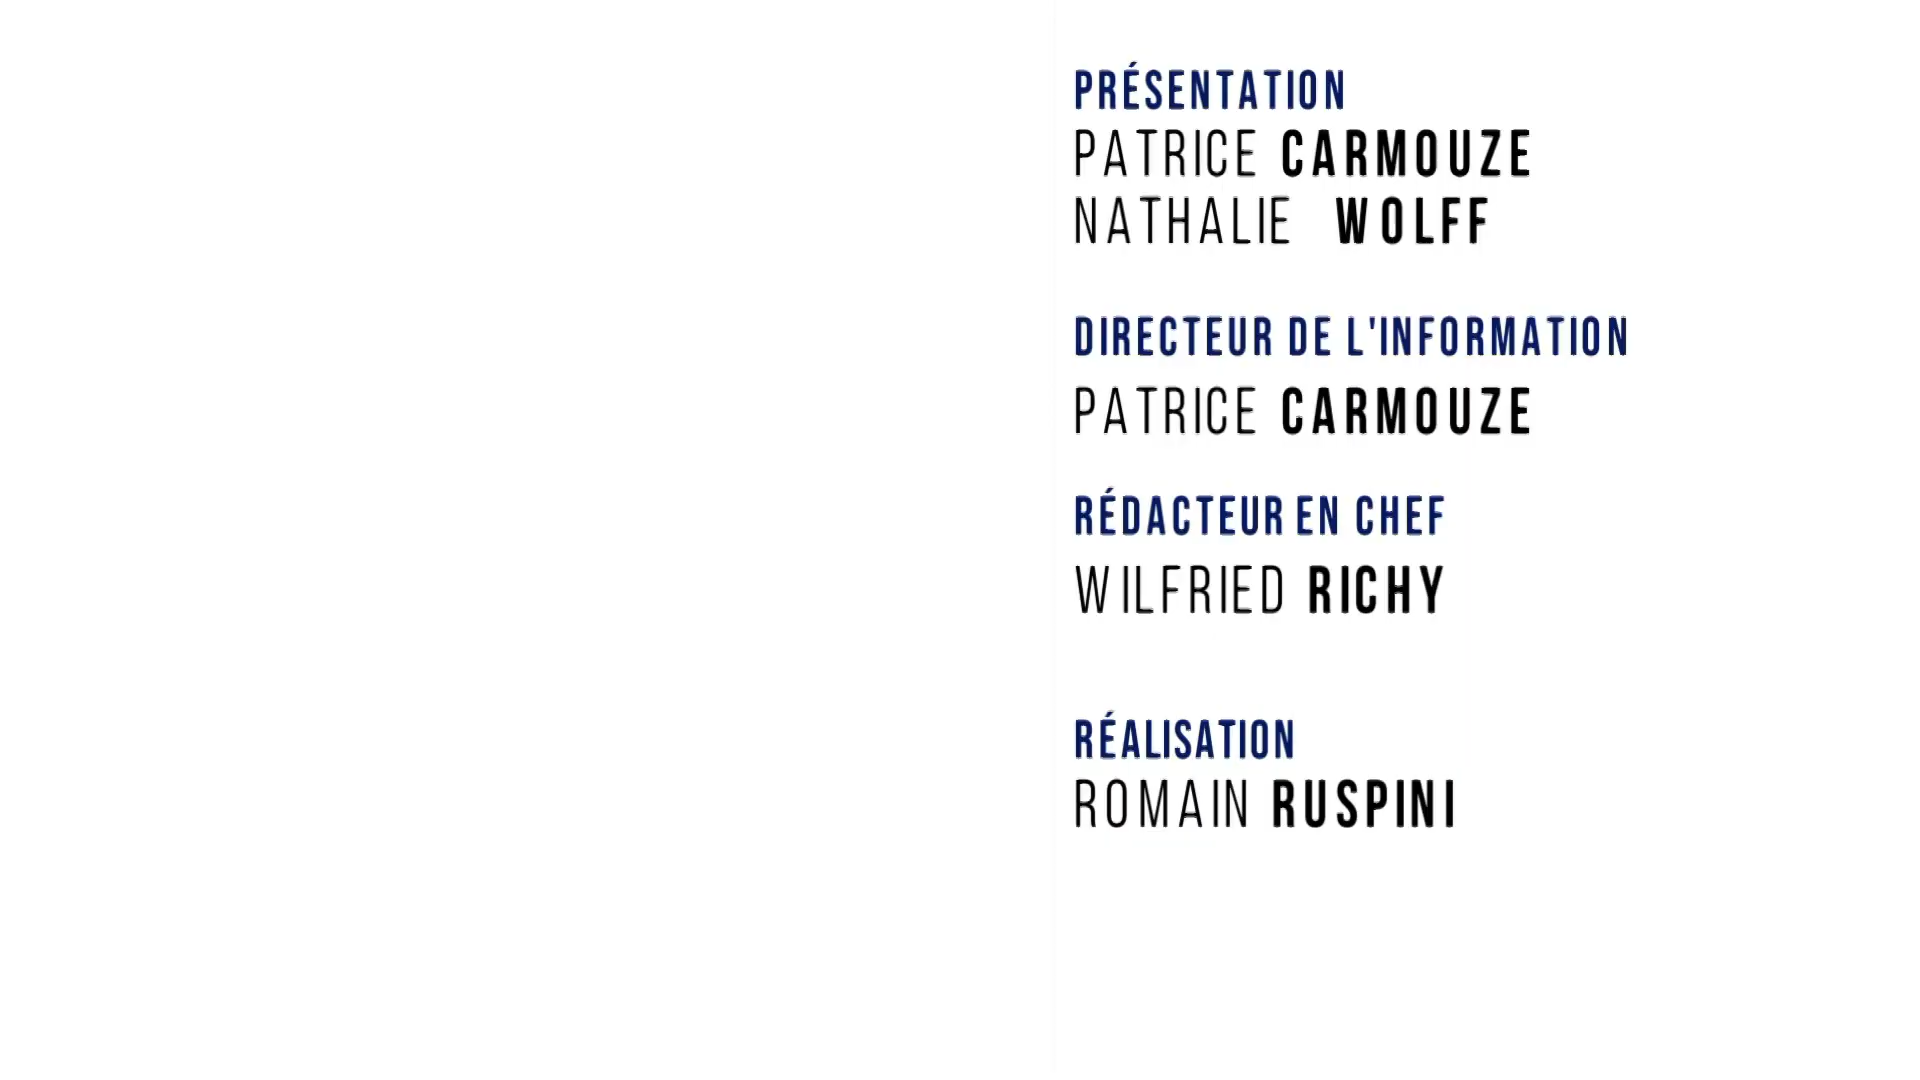 PRÉSENTATION
PATRICE CARMOUZE
NATHALIE WOLFF
DIRECTEUR DE L'INFORMATION
PATRICE CARMOUZE
RÉDACTEUR EN CHEF
WILFRIED RICHY
RÉALISATION
ROMAIN RUSPINI